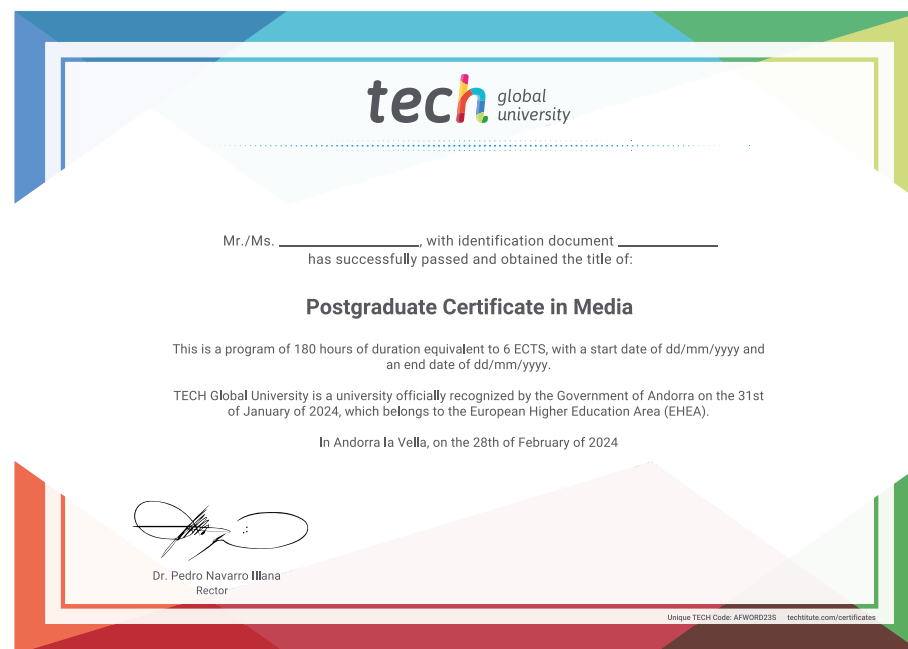 tech global
university
Mr./Ms. ____________________, with identification document ______________
has successfully passed and obtained the title of:
Postgraduate Certificate in Media
This is a program of 180 hours of duration equivalent to 6 ECTS, with a start date of dd/mm/yyyy and
an end date of dd/mm/yyyy.
TECH Global University is a university officially recognized by the Government of Andorra on the 31st
of January of 2024, which belongs to the European Higher Education Area (EHEA).
In Andorra la Vella, on the 28th of February of 2024
Dr. Pedro Navarro Illana
Rector
Unique TECH Code: AFWORD23S techtitute.com/certificates